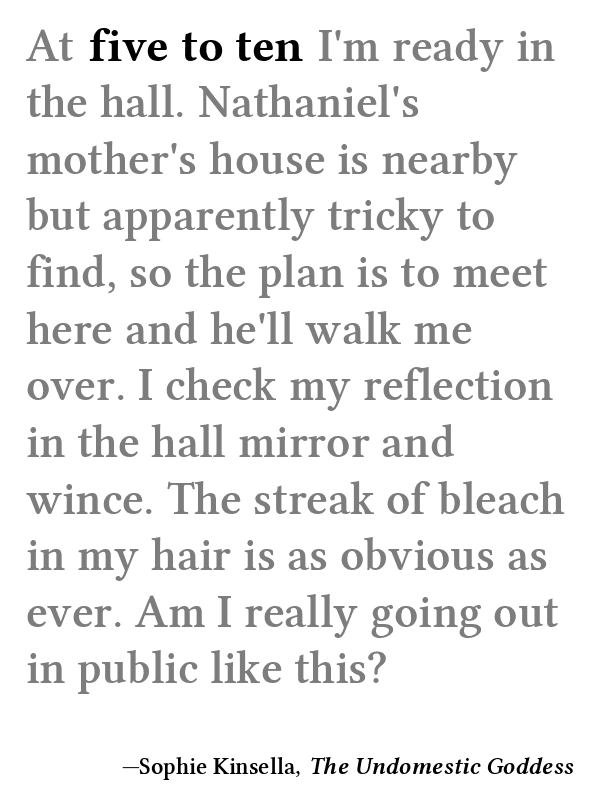 At five to ten I'm ready in
the hall. Nathaniel's
mother's house is nearby
but apparently tricky to
find, so the plan is to meet
here and he'll walk me
over. I check my reflection
in the hall mirror and
wince. The streak of bleach
in my hair is as obvious as
ever. Am I really going out
in public like this?
—Sophie Kinsella, The Undomestic Goddess